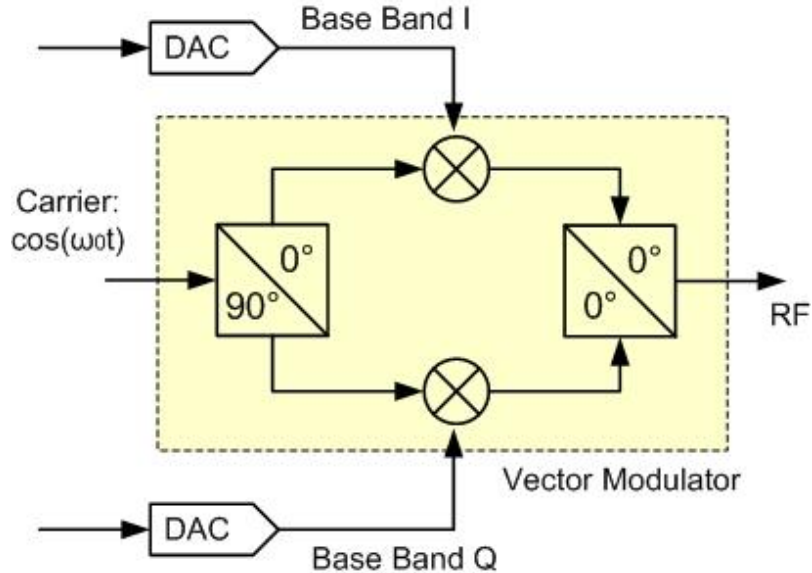 Base Band I
DAC
Carrier:
cos(ω₀t)
0°
90°
0°
0°
RF
Vector Modulator
DAC
Base Band Q